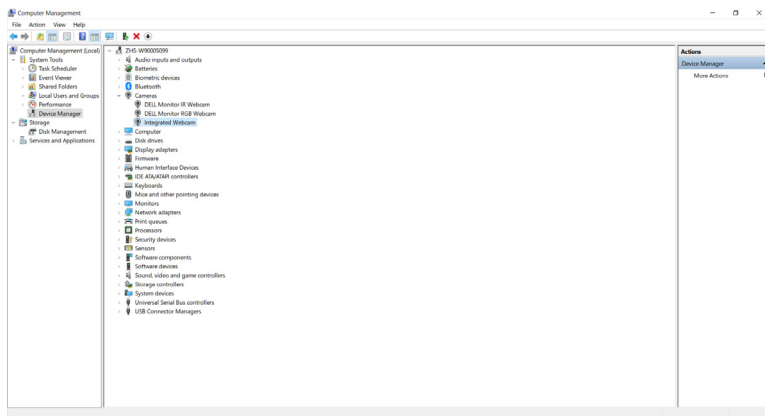 Computer Management
File Action View Help
Computer Management (Local)
System Tools
Task Scheduler
Event Viewer
Shared Folders
Local Users and Groups
Performance
Device Manager
Storage
Disk Management
Services and Applications
ZHS-W90005099
Audio inputs and outputs
Batteries
Biometric devices
Bluetooth
Cameras
DELL Monitor IR Webcam
DELL Monitor RGB Webcam
Integrated Webcam
Computer
Disk drives
Display adapters
Firmware
Human Interface Devices
IDE ATA/ATAPI controllers
Keyboards
Mice and other pointing devices
Monitors
Network adapters
Print queues
Processors
Security devices
Sensors
Software components
Software devices
Sound, video and game controllers
Storage controllers
System devices
Universal Serial Bus controllers
USB Connector Managers
Actions
Device Manager
More Actions